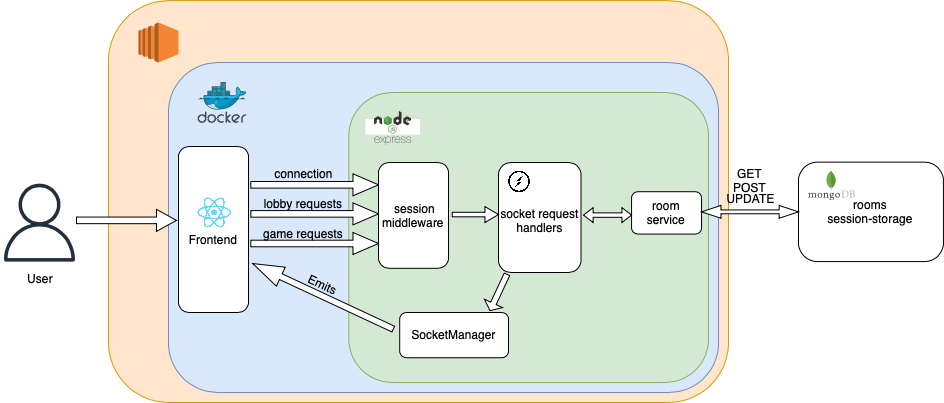 docker
node
JS
express
connection
lobby requests
game requests
Frontend
session
middleware
socket request
handlers
room
service
GET
POST
UPDATE
mongoDB
rooms
session-storage
User
Emits
SocketManager